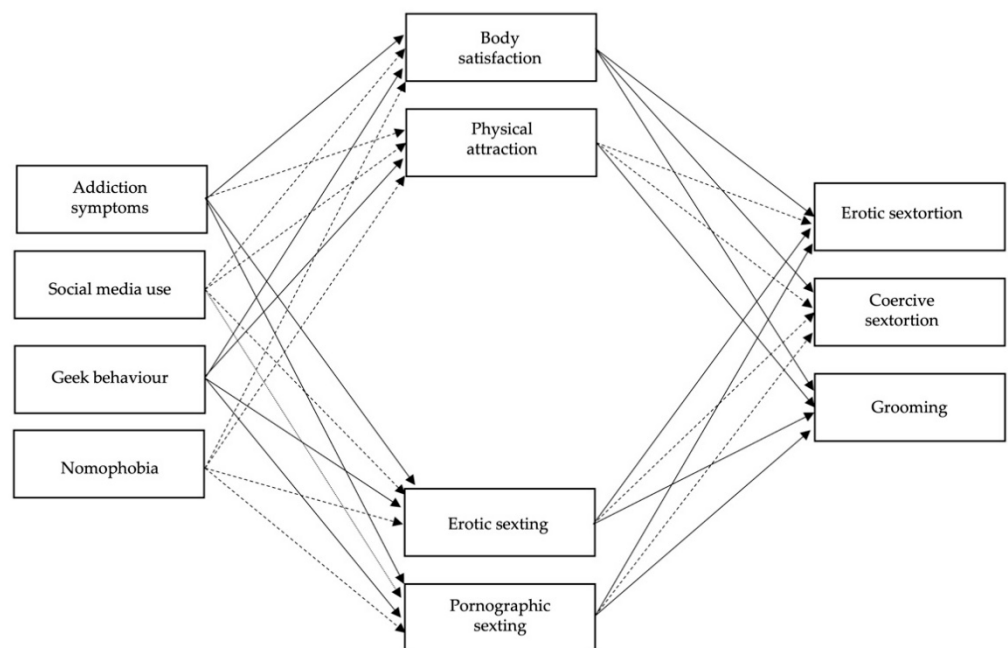 Body
satisfaction
Physical
attraction
Addiction
symptoms
Social media use
Geek behaviour
Nomophobia
Erotic sexting
Pornographic
sexting
Erotic sextortion
Coercive
sextortion
Grooming